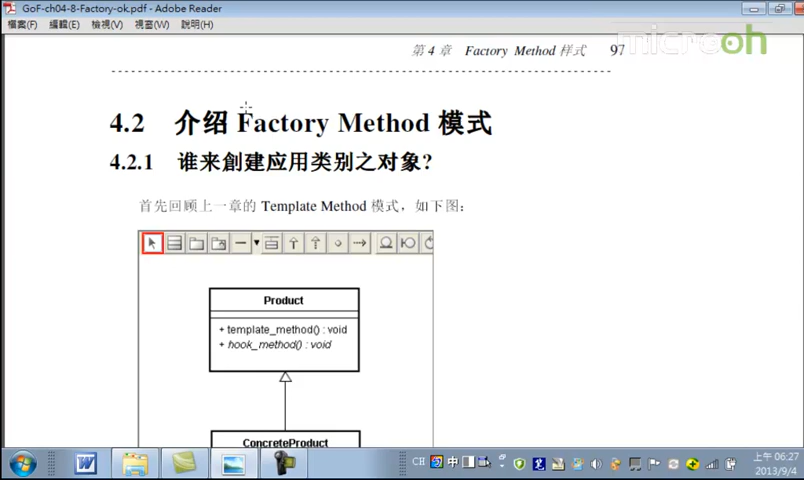 GoF-ch04-8-Factory-ok.pdf - Adobe Reader
檔案(F) 編輯(E) 檢視(V) 視窗(W) 說明(H)
microoh
第 4 章 Factory Method 样式 97
4.2 介绍 Factory Method 模式
4.2.1 谁来創建应用类别之对象?
首先回顾上一章的 Template Method 模式，如下图：
Product
+ template_method() : void
+ hook_method() : void
ConcreteProduct
CH 中
上午 06:27
2013/9/4